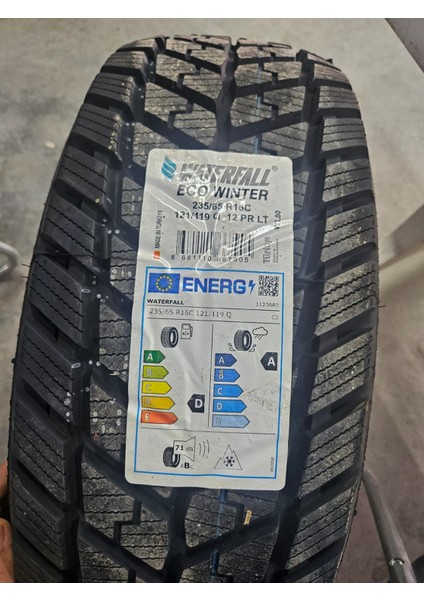 WATERFALL
ECO WINTER
235/65 R16C
121/119 Q 12 PR LT
MADE IN TURKIYE
ENERG
WATERFALL
235/65 R16C 121/119 Q
C2
A
B
C
D
E
D
A
B
C
D
E
A
71
B